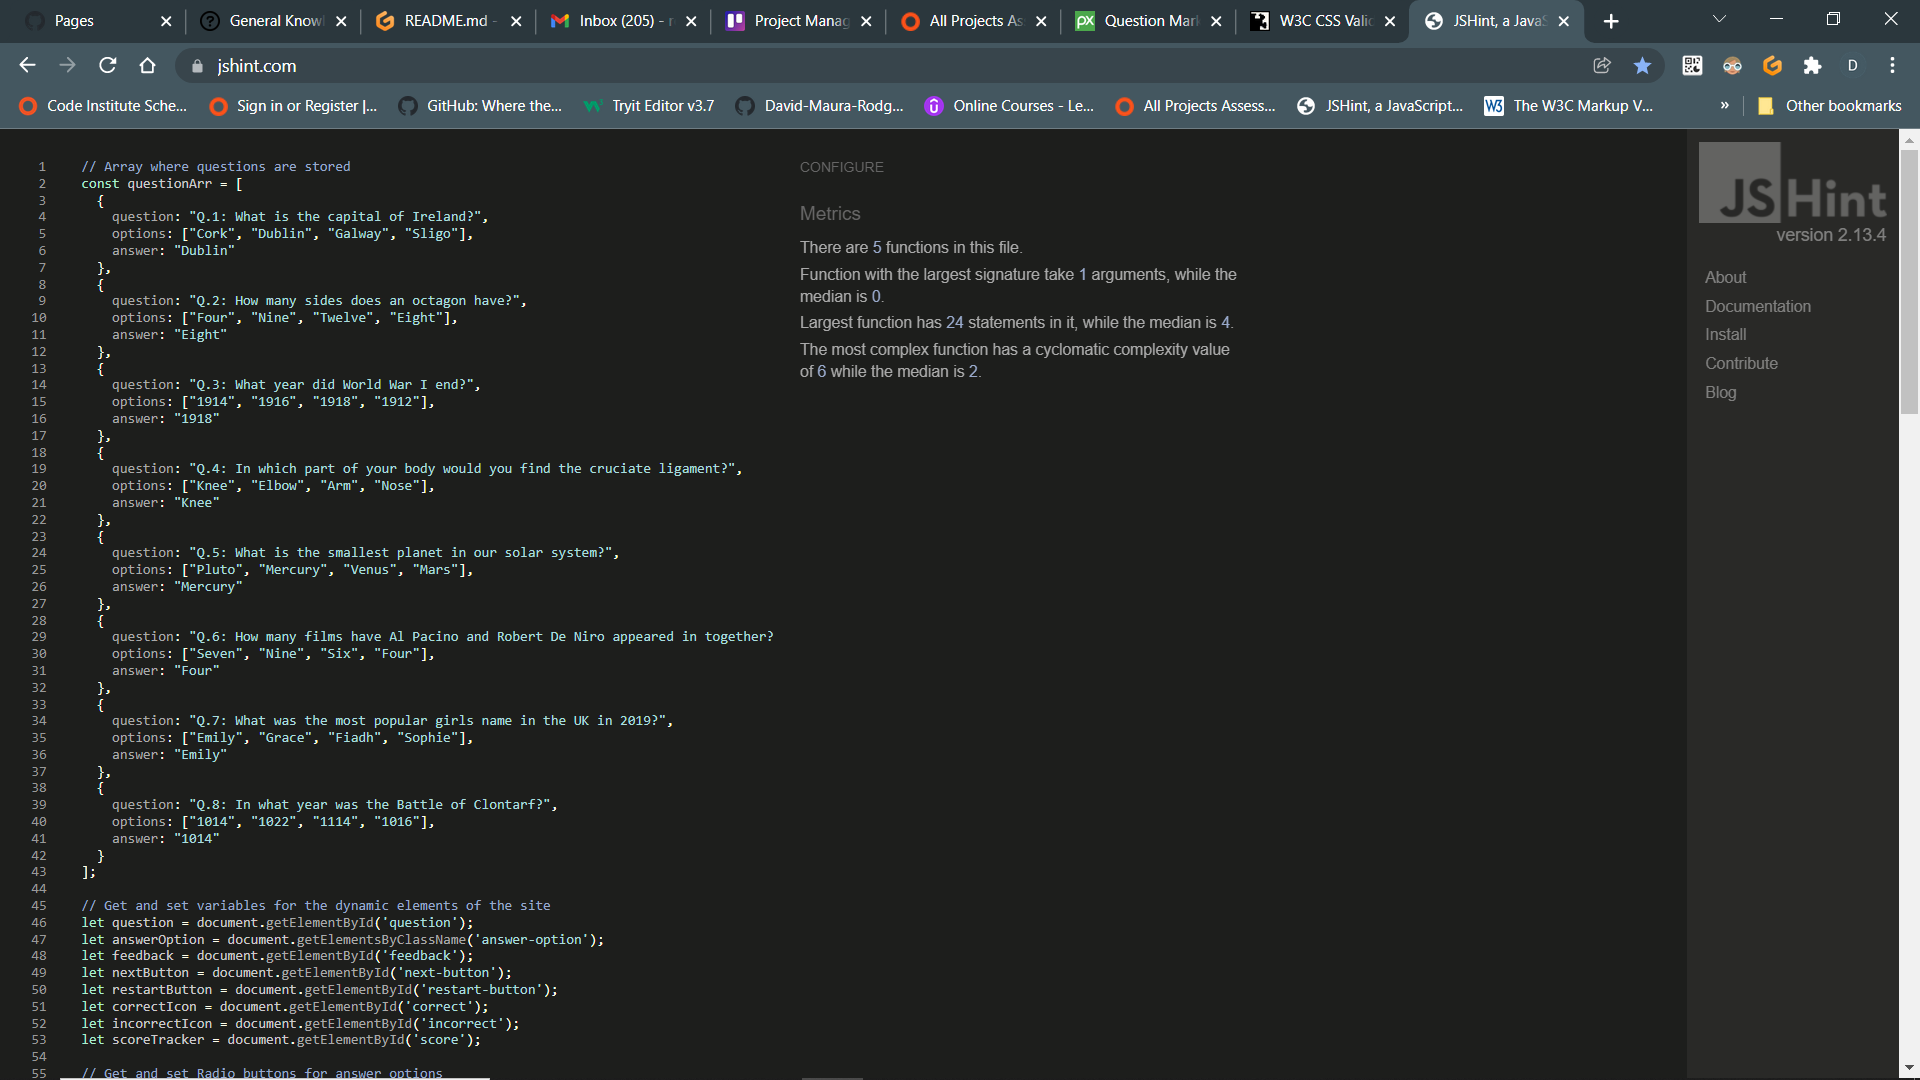 Pages
General Knowl
README.md -
Inbox (205) - r
Project Manag
All Projects As
Question Mark
W3C CSS Valic
JSHint, a JavaS
jshint.com
D
Code Institute Sche...
Sign in or Register |...
GitHub: Where the...
Tryit Editor v3.7
David-Maura-Rodg...
Online Courses - Le...
All Projects Assess...
JSHint, a JavaScript...
The W3C Markup V...
»
Other bookmarks
1 // Array where questions are stored
2 const questionArr = [
3 {
4 question: "Q.1: What is the capital of Ireland?",
5 options: ["Cork", "Dublin", "Galway", "Sligo"],
6 answer: "Dublin"
7 },
8 {
9 question: "Q.2: How many sides does an octagon have?",
10 options: ["Four", "Nine", "Twelve", "Eight"],
11 answer: "Eight"
12 },
13 {
14 question: "Q.3: What year did World War I end?",
15 options: ["1914", "1916", "1918", "1912"],
16 answer: "1918"
17 },
18 {
19 question: "Q.4: In which part of your body would you find the cruciate ligament?",
20 options: ["Knee", "Elbow", "Arm", "Nose"],
21 answer: "Knee"
22 },
23 {
24 question: "Q.5: What is the smallest planet in our solar system?",
25 options: ["Pluto", "Mercury", "Venus", "Mars"],
26 answer: "Mercury"
27 },
28 {
29 question: "Q.6: How many films have Al Pacino and Robert De Niro appeared in together?
30 options: ["Seven", "Nine", "Six", "Four"],
31 answer: "Four"
32 },
33 {
34 question: "Q.7: What was the most popular girls name in the UK in 2019?",
35 options: ["Emily", "Grace", "Fiadh", "Sophie"],
36 answer: "Emily"
37 },
38 {
39 question: "Q.8: In what year was the Battle of Clontarf?",
40 options: ["1014", "1022", "1114", "1016"],
41 answer: "1014"
42 }
43 ];
44
45 // Get and set variables for the dynamic elements of the site
46 let question = document.getElementById('question');
47 let answerOption = document.getElementsByClassName('answer-option');
48 let feedback = document.getElementById('feedback');
49 let nextButton = document.getElementById('next-button');
50 let restartButton = document.getElementById('restart-button');
51 let correctIcon = document.getElementById('correct');
52 let incorrectIcon = document.getElementById('incorrect');
53 let scoreTracker = document.getElementById('score');
54
55 // Get and set Radio buttons for answer options
CONFIGURE
Metrics
There are 5 functions in this file.
Function with the largest signature take 1 arguments, while the
median is 0.
Largest function has 24 statements in it, while the median is 4.
The most complex function has a cyclomatic complexity value
of 6 while the median is 2.
JSHint
version 2.13.4
About
Documentation
Install
Contribute
Blog